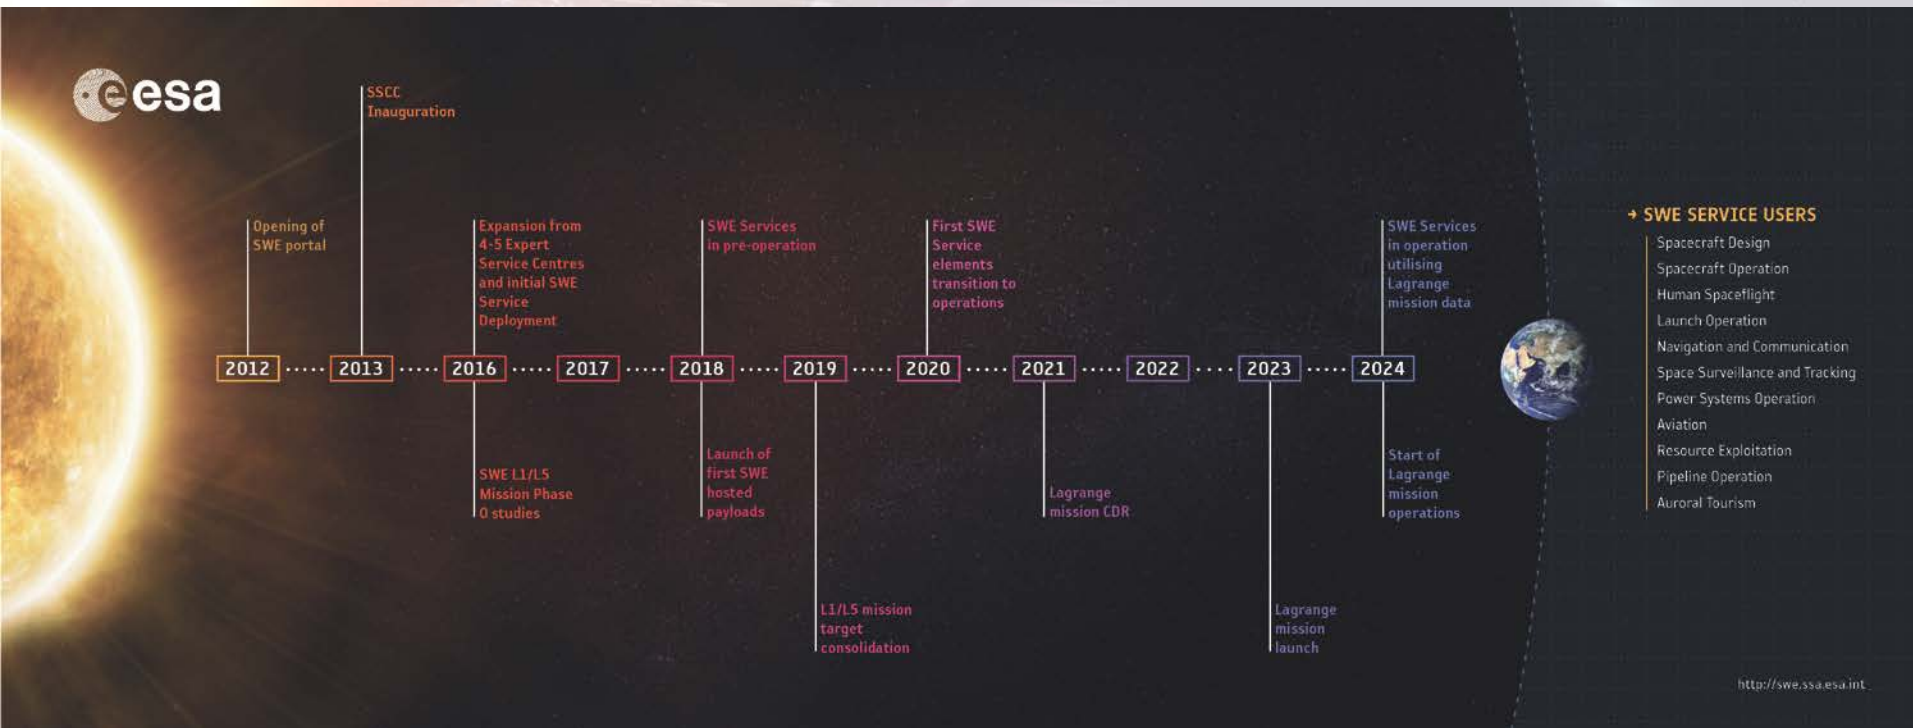 esa
SSCC
Inauguration
Opening of
SWE portal
Expansion from
4-5 Expert
Service Centres
and initial SWE
Service
Deployment
SWE Services
in pre-operation
First SWE
Service
elements
transition to
operations
SWE Services
in operation
utilising
Lagrange
mission data
2012 ..... 2013 ..... 2016 ..... 2017 ..... 2018 ..... 2019 ..... 2020 ..... 2021 ..... 2022 .... 2023 ..... 2024
SWE L1/L5
Mission Phase
0 studies
Launch of
first SWE
hosted
payloads
L1/L5 mission
target
consolidation
Lagrange
mission CDR
Lagrange
mission
launch
Start of
Lagrange
mission
operations
→ SWE SERVICE USERS
Spacecraft Design
Spacecraft Operation
Human Spaceflight
Launch Operation
Navigation and Communication
Space Surveillance and Tracking
Power Systems Operation
Aviation
Resource Exploitation
Pipeline Operation
Auroral Tourism
http://swe.ssa.esa.int